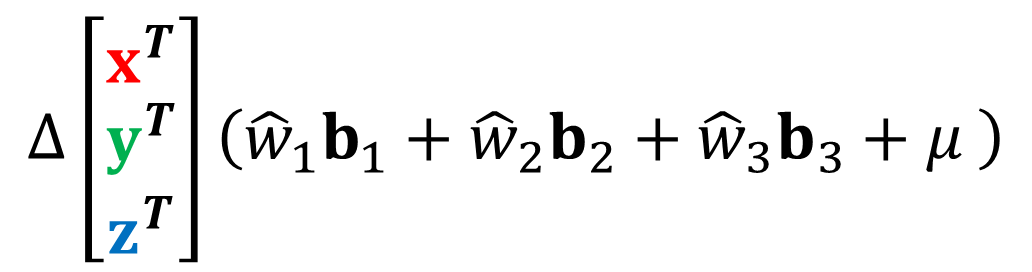 Δ [𝐱ᵀ 𝐲ᵀ 𝐳ᵀ] (ŵ₁𝐛₁ + ŵ₂𝐛₂ + ŵ₃𝐛₃ + μ )